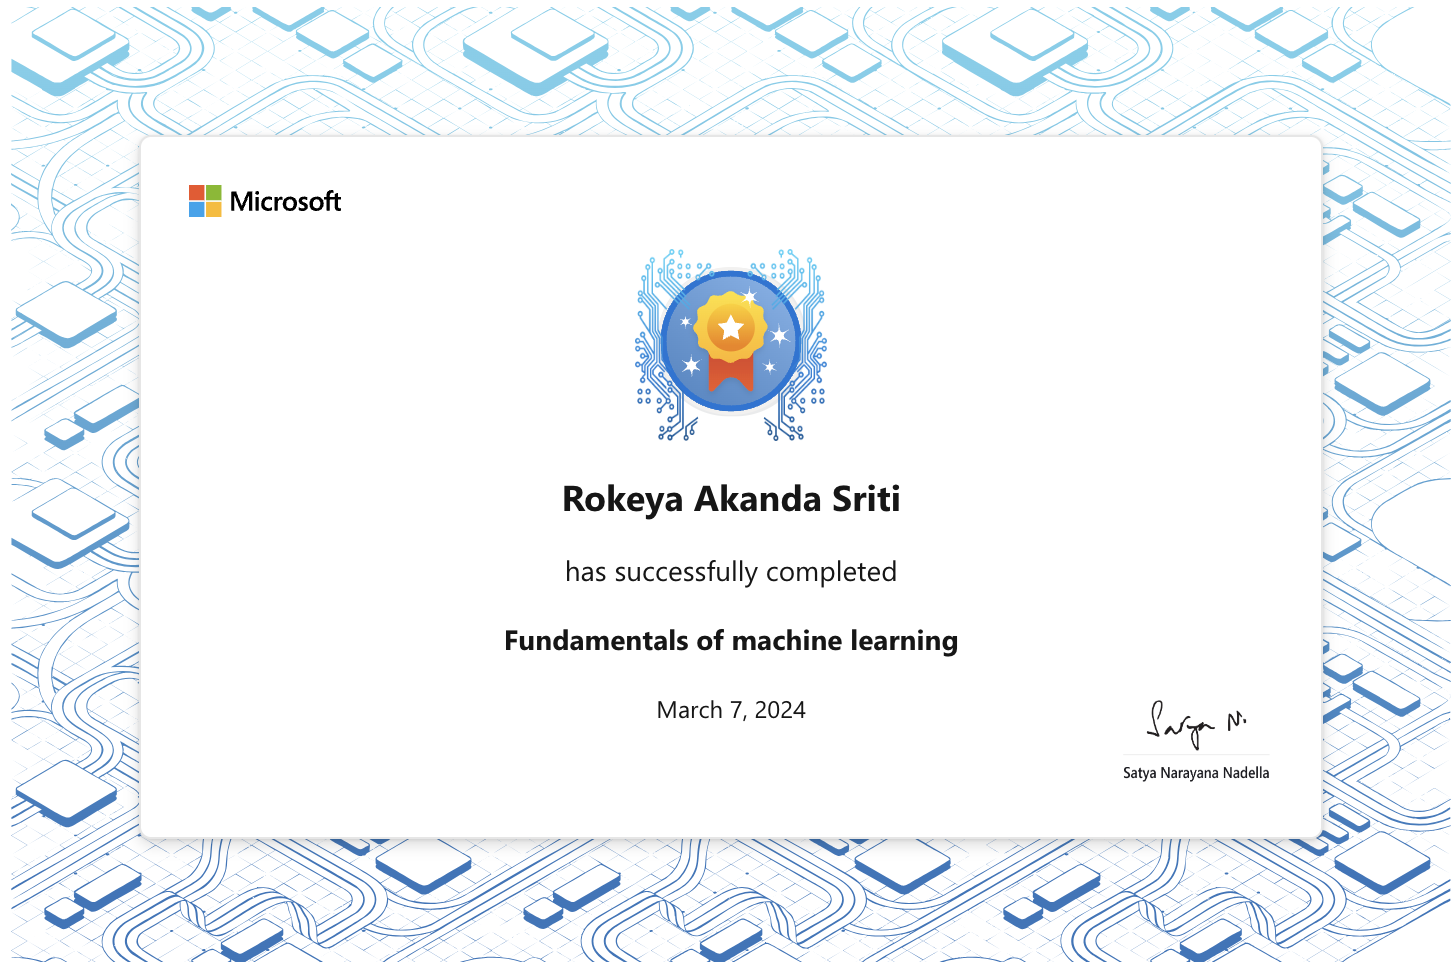 Microsoft
Rokeya Akanda Sriti
has successfully completed
Fundamentals of machine learning
March 7, 2024
Satya N.
Satya Narayana Nadella